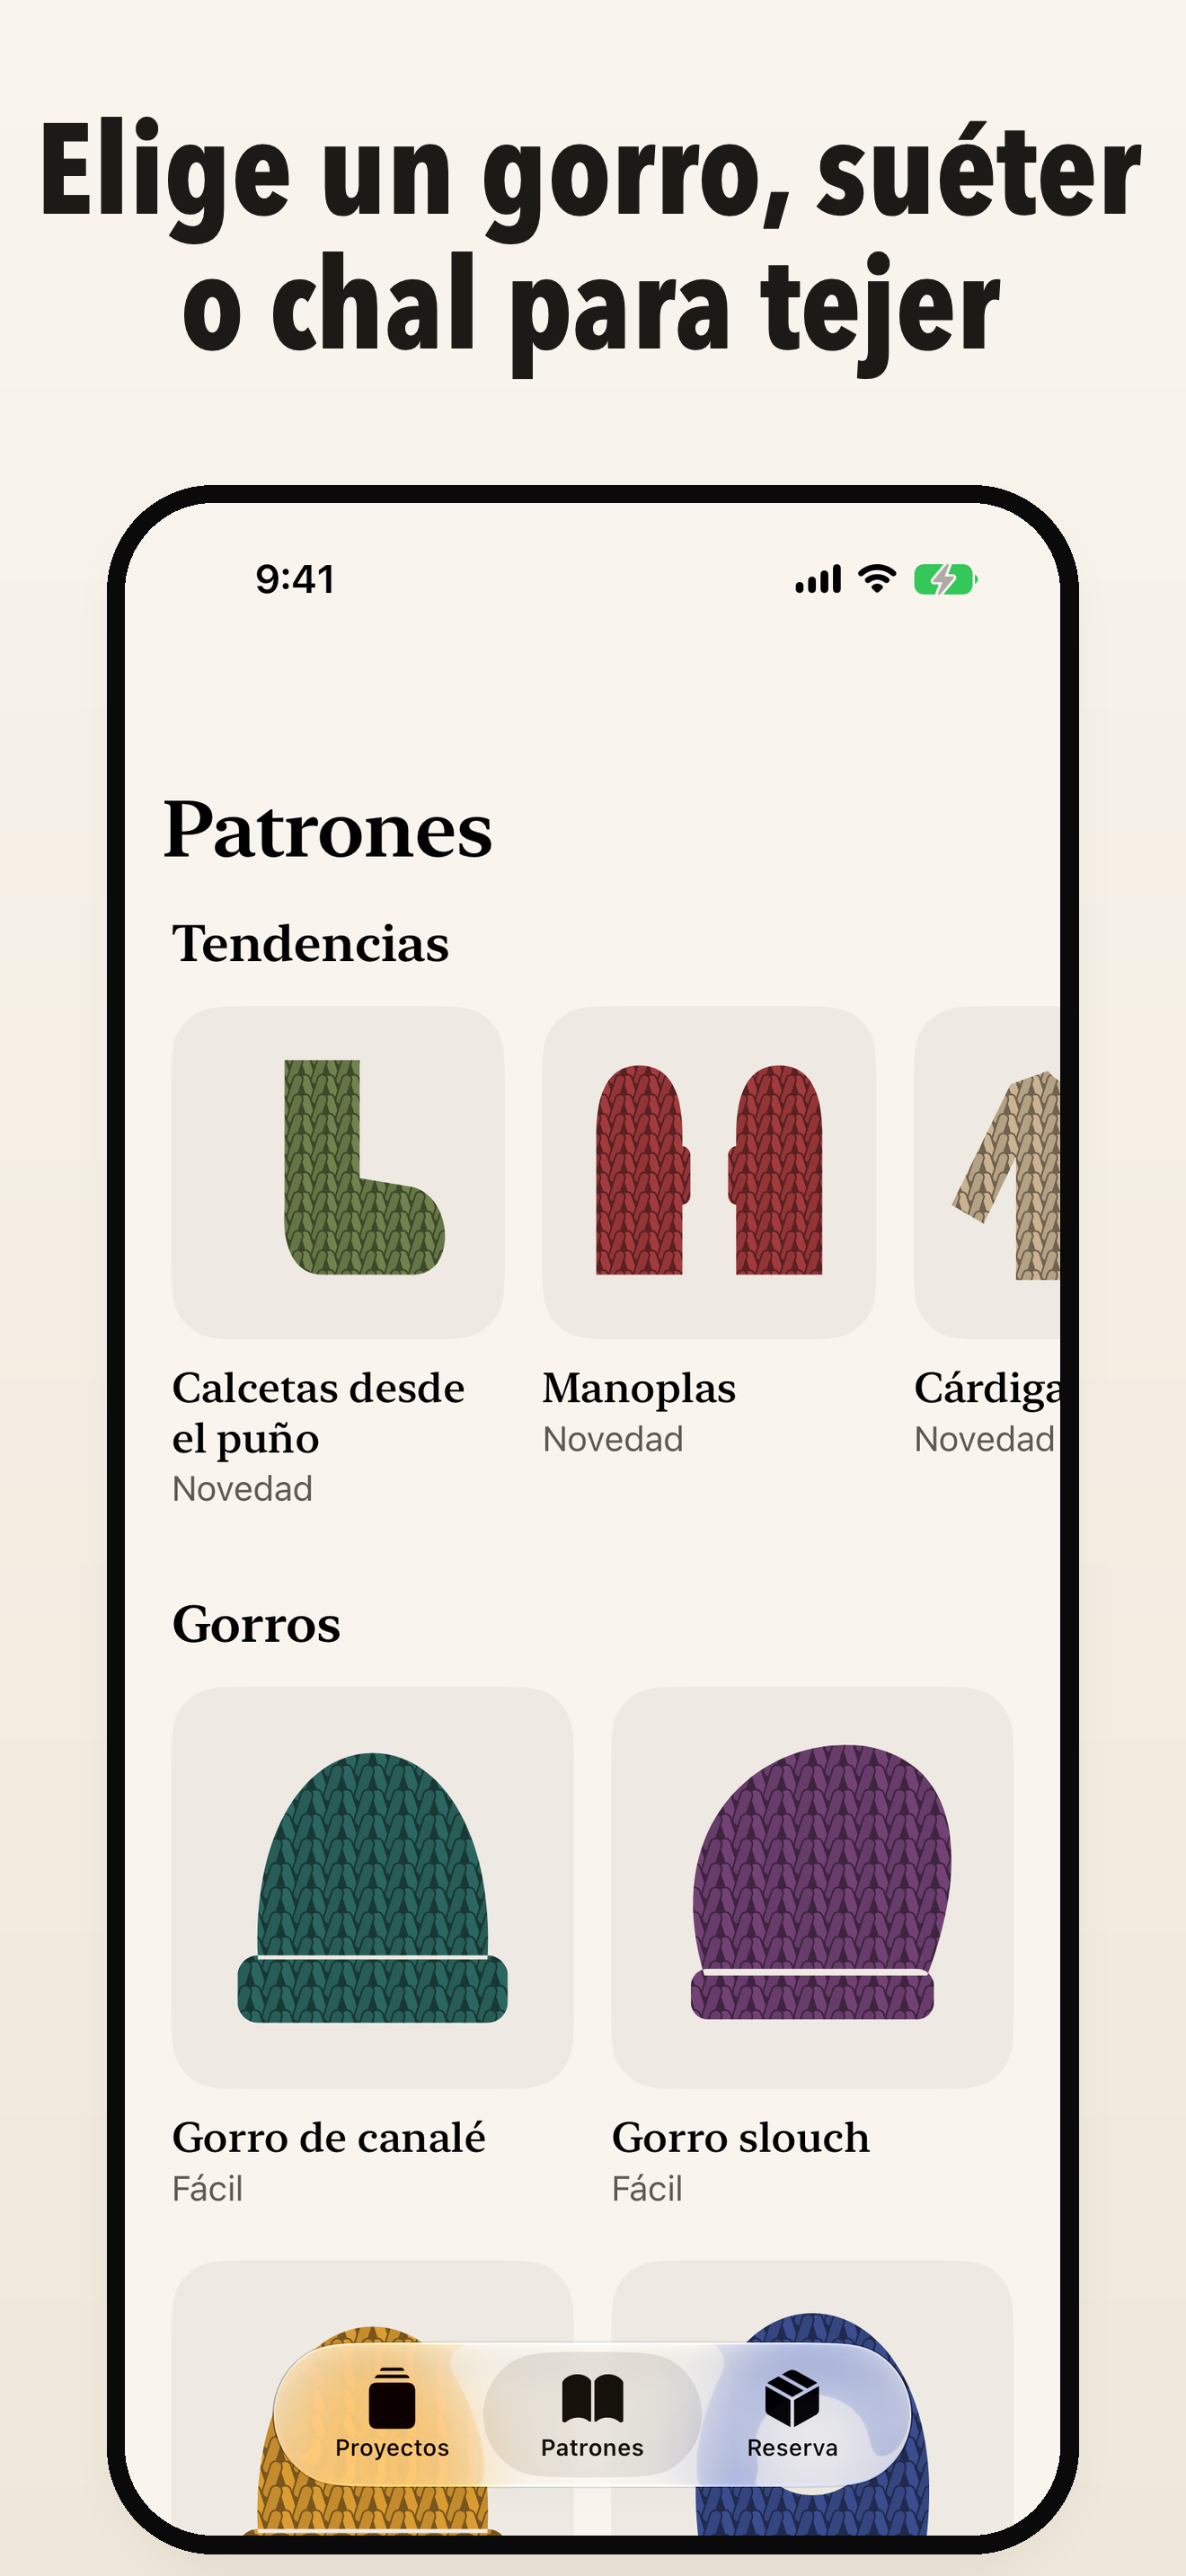 Elige un gorro, suéter
o chal para tejer
9:41
Patrones
Tendencias
Calcetas desde
el puño
Novedad
Manoplas
Novedad
Cárdiga
Novedad
Gorros
Gorro de canalé
Fácil
Gorro slouch
Fácil
Proyectos
Patrones
Reserva